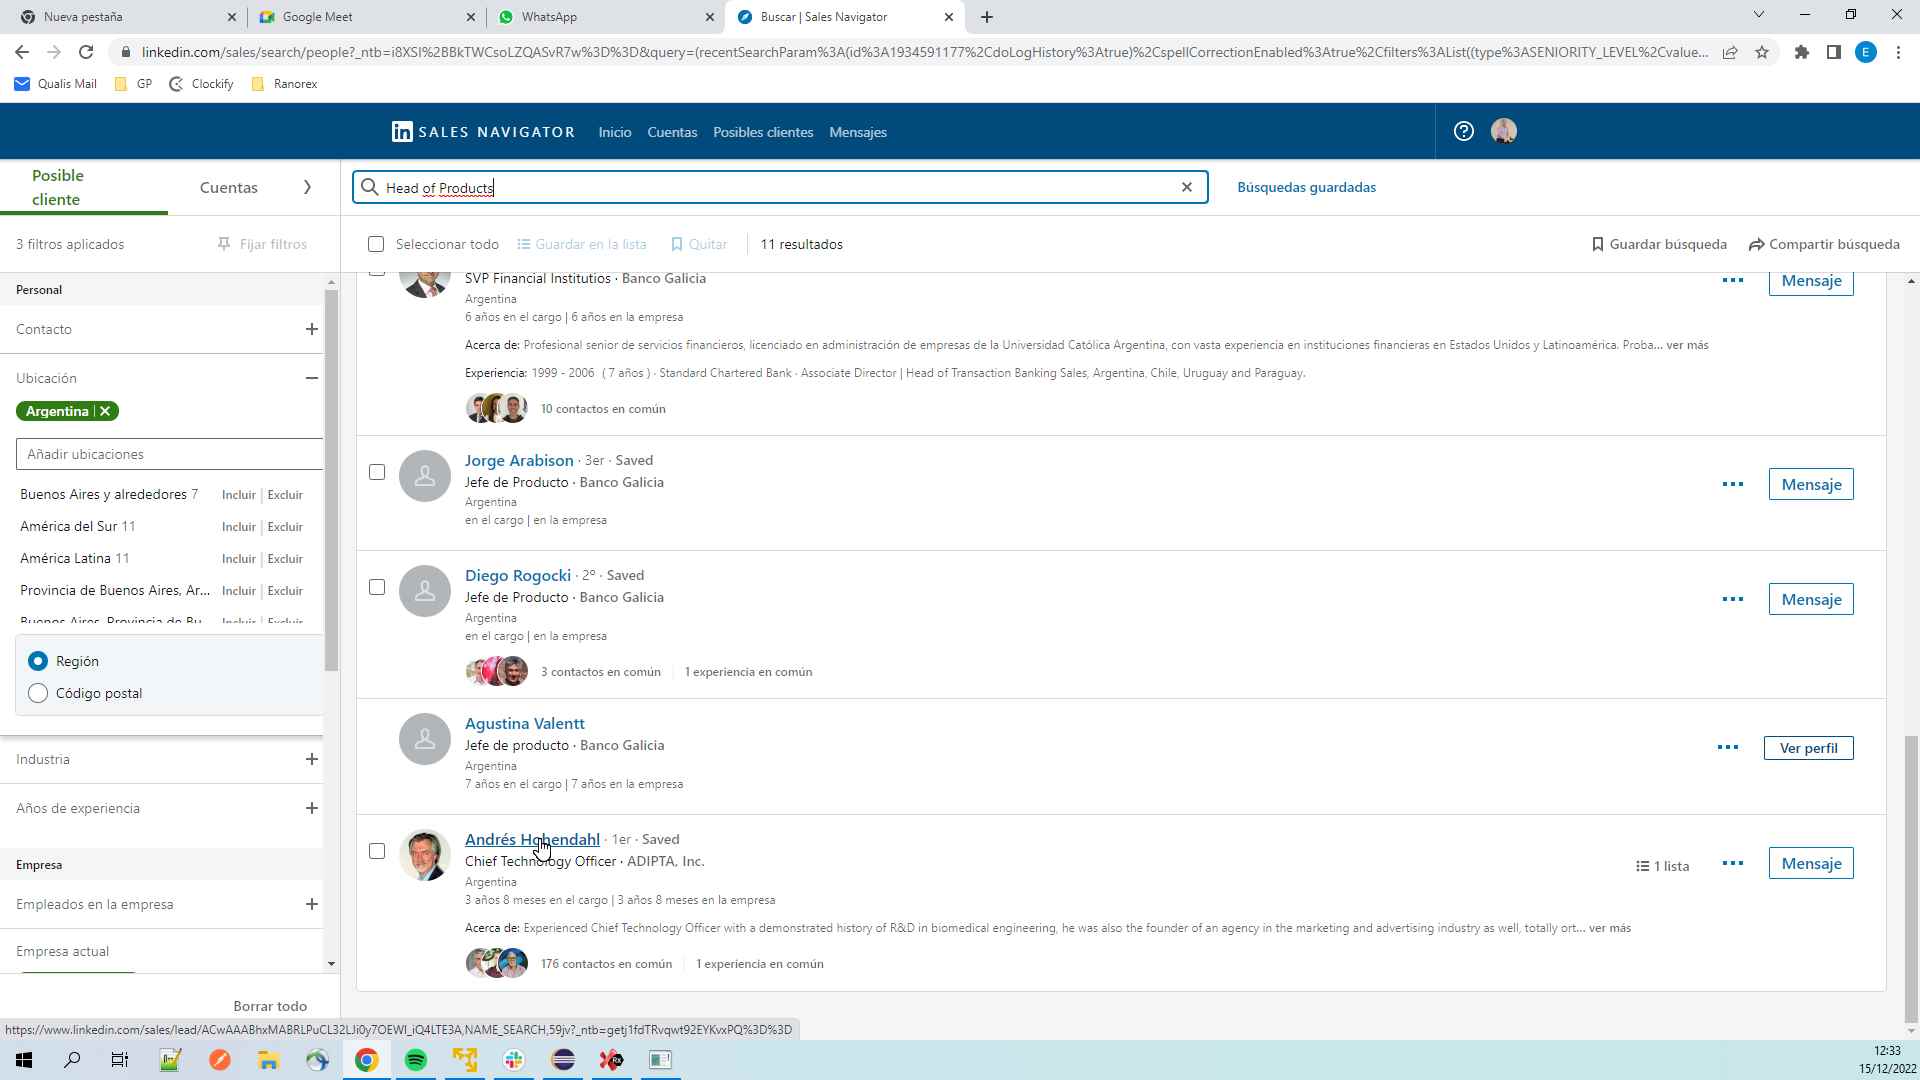 Nueva pestaña
Google Meet
WhatsApp
Buscar | Sales Navigator
linkedin.com/sales/search/people?_ntb=i8XSI%2BBkTWCsoLZQASvR7w%3D%3D&query=(recentSearchParam%3A(id%3A1934591177%2CdoLogHistory%3Atrue)%2CspellCorrectionEnabled%3Atrue%2Cfilters%3AList((type%3ASENIORITY_LEVEL%2Cvalue...
E
Qualis Mail
GP
Clockify
Ranorex
in SALES NAVIGATOR
Inicio
Cuentas
Posibles clientes
Mensajes
Posible cliente
Cuentas
Head of Products
Búsquedas guardadas
3 filtros aplicados
Fijar filtros
Seleccionar todo
Guardar en la lista
Quitar
11 resultados
Guardar búsqueda
Compartir búsqueda
Personal
Contacto
Ubicación
Argentina
Añadir ubicaciones
Buenos Aires y alrededores 7 Incluir | Excluir
América del Sur 11 Incluir | Excluir
América Latina 11 Incluir | Excluir
Provincia de Buenos Aires, Ar... Incluir | Excluir
Buenos Aires, Provincia de Bu... Incluir | Excluir
Región
Código postal
Industria
Años de experiencia
Empresa
Empleados en la empresa
Empresa actual
Borrar todo
SVP Financial Institutios · Banco Galicia
Argentina
6 años en el cargo | 6 años en la empresa
Acerca de: Profesional senior de servicios financieros, licenciado en administración de empresas de la Universidad Católica Argentina, con vasta experiencia en instituciones financieras en Estados Unidos y Latinoamérica. Proba... ver más
Experiencia: 1999 - 2006 ( 7 años ) · Standard Chartered Bank · Associate Director | Head of Transaction Banking Sales, Argentina, Chile, Uruguay and Paraguay.
10 contactos en común
Mensaje
Jorge Arabison · 3er · Saved
Jefe de Producto · Banco Galicia
Argentina
en el cargo | en la empresa
Mensaje
Diego Rogocki · 2º · Saved
Jefe de Producto · Banco Galicia
Argentina
en el cargo | en la empresa
3 contactos en común
1 experiencia en común
Mensaje
Agustina Valentt
Jefe de producto · Banco Galicia
Argentina
7 años en el cargo | 7 años en la empresa
Ver perfil
Andrés Hohendahl · 1er · Saved
Chief Technology Officer · ADIPTA, Inc.
Argentina
3 años 8 meses en el cargo | 3 años 8 meses en la empresa
Acerca de: Experienced Chief Technology Officer with a demonstrated history of R&D in biomedical engineering, he was also the founder of an agency in the marketing and advertising industry as well, totally ort... ver más
176 contactos en común
1 experiencia en común
1 lista
Mensaje
https://www.linkedin.com/sales/lead/ACwAAABhxMABRLPuCL32LJi0y7OEWI_iQ4LTE3A,NAME_SEARCH,59jv?_ntb=getj1fdTRvqwt92EYKvxPQ%3D%3D
12:33
15/12/2022